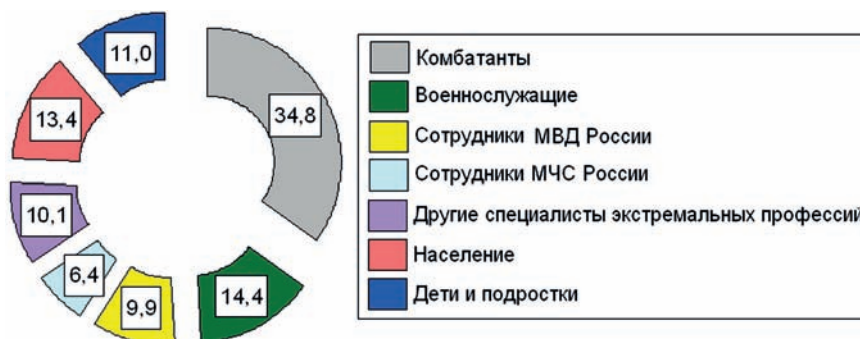 11,0
34,8
13,4
10,1
6,4
9,9
14,4
Комбатанты
Военнослужащие
Сотрудники МВД России
Сотрудники МЧС России
Другие специалисты экстремальных профессий
Население
Дети и подростки